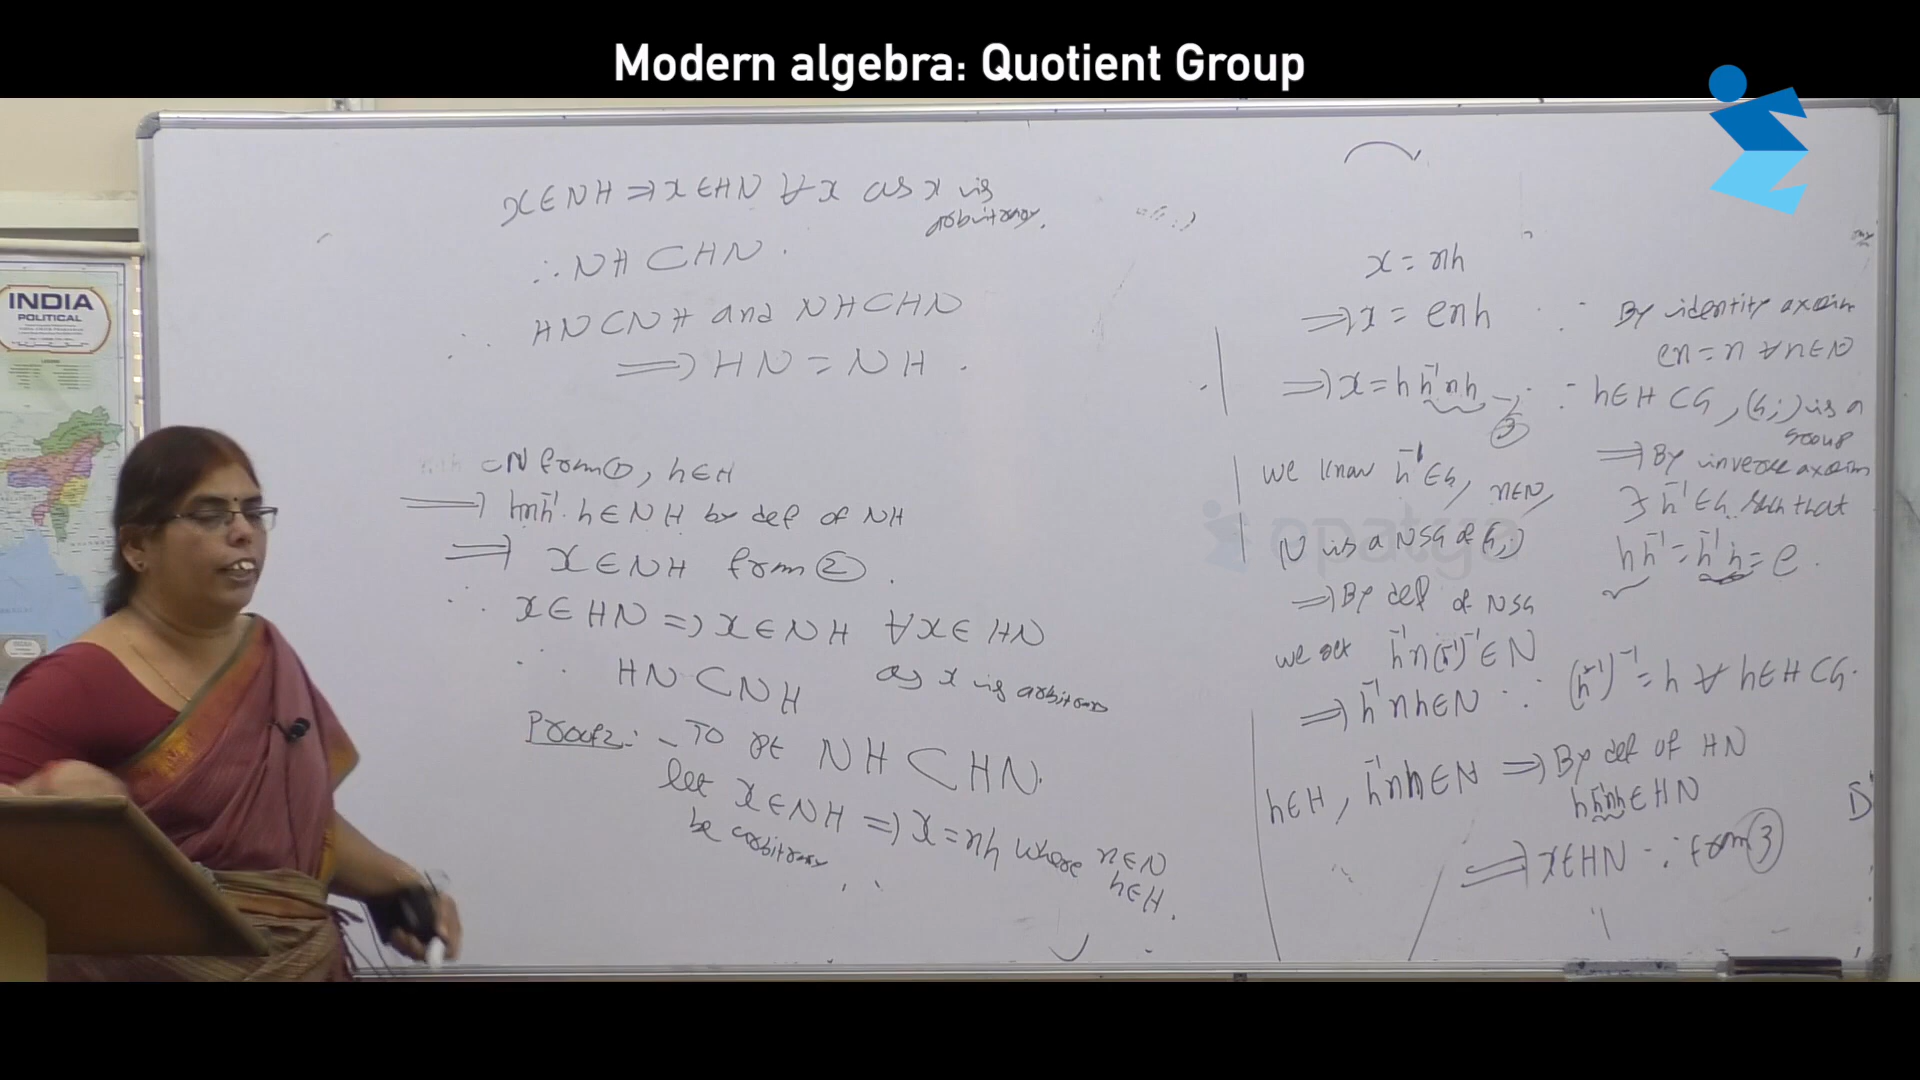 Modern algebra: Quotient Group
INDIA
POLITICAL
x∈NH ⇒ x∈HN ∀x as x is
arbitrary.
∴ NH ⊂ HN.
∴ HN ⊂ NH and NH ⊂ HN
⟹ HN = NH.
∈N from ①, h∈H
⟹ hnh⁻¹·h∈NH by def of NH
⟹ x∈NH from ②.
∴ x∈HN ⇒ x∈NH ∀x∈HN
∴ HN ⊂ NH as x is arbitrary
Proof2:- To pt NH ⊂ HN.
let x∈NH ⇒ x=nh where n∈N
be arbitrary h∈H.
x = nh
⇒ x = enh ∵ By identity axiom
en = n ∀n∈N
⇒ x = hh⁻¹nh → ③ ∵ h∈H⊂G, (G,·) is a
group
⇒ By inverse axiom
∃ h⁻¹∈G such that
hh⁻¹ = h⁻¹h = e.
we know h⁻¹∈G, n∈N,
N is a NSG of (G,·)
⇒ By def of NSG
we get h⁻¹n(h⁻¹)⁻¹∈N
⇒ h⁻¹nh∈N ∵ (h⁻¹)⁻¹ = h ∀ h∈H⊂G.
h∈H, h⁻¹nh∈N ⇒ By def of HN
hh⁻¹nh∈HN
⟹ x∈HN ∵ from ③
epathya